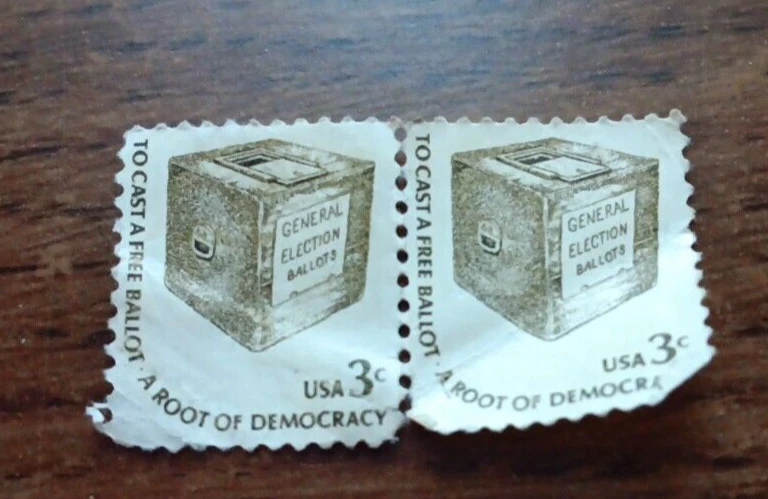 TO CAST A FREE BALLOT · A ROOT OF DEMOCRACY
GENERAL
ELECTION
BALLOTS
USA 3c
TO CAST A FREE BALLOT · A ROOT OF DEMOCRA
GENERAL
ELECTION
BALLOTS
USA 3c